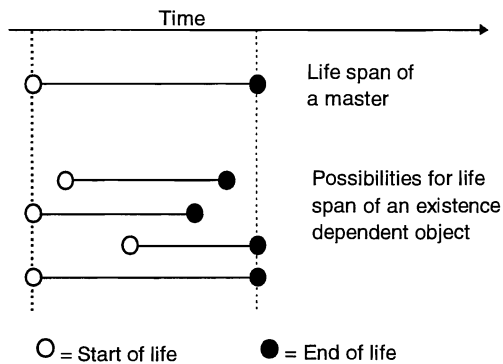 Time
Life span of
a master
Possibilities for life
span of an existence
dependent object
= Start of life
= End of life